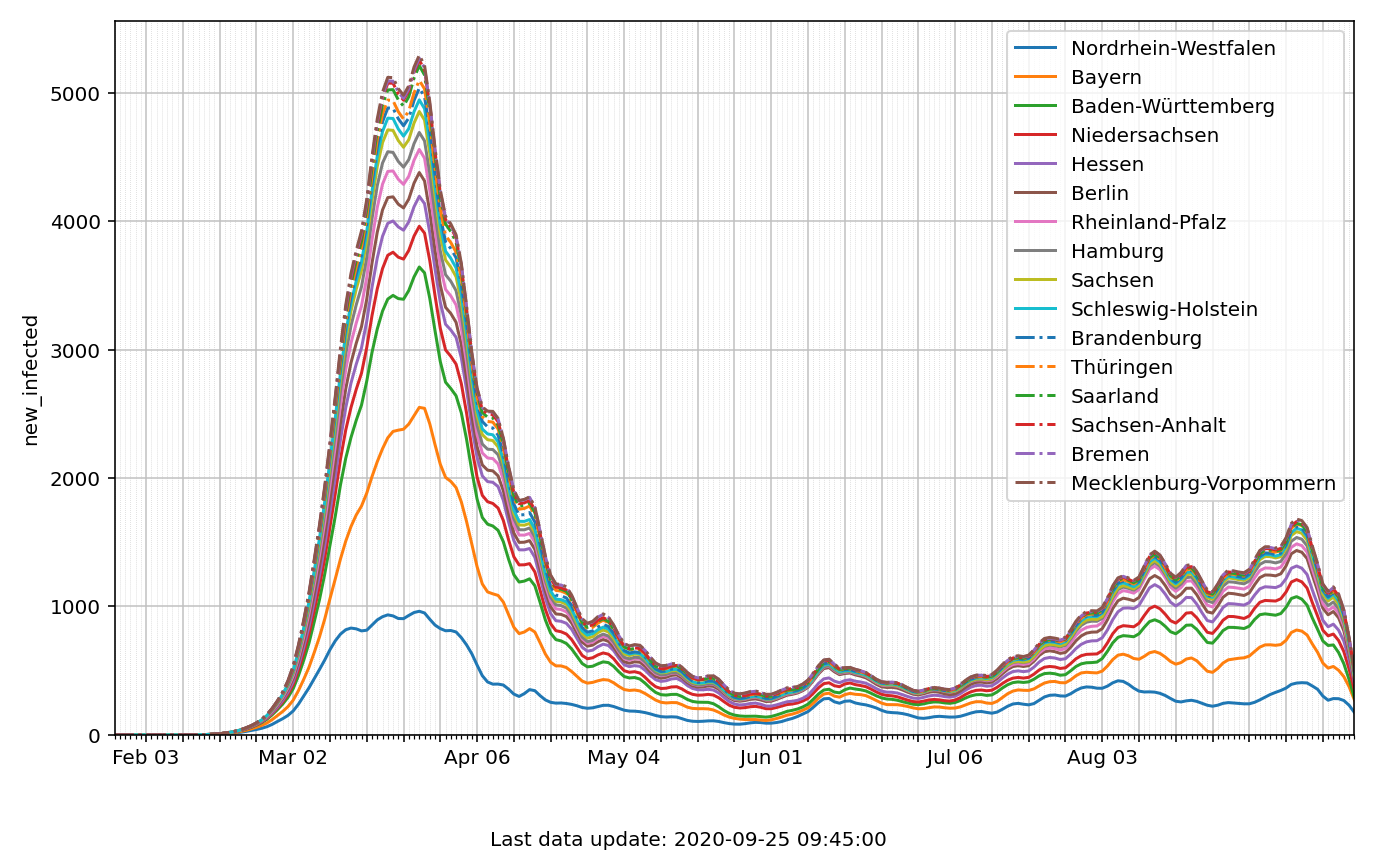 5000
4000
3000
2000
1000
0
new_infected
Feb 03
Mar 02
Apr 06
May 04
Jun 01
Jul 06
Aug 03
Nordrhein-Westfalen
Bayern
Baden-Württemberg
Niedersachsen
Hessen
Berlin
Rheinland-Pfalz
Hamburg
Sachsen
Schleswig-Holstein
Brandenburg
Thüringen
Saarland
Sachsen-Anhalt
Bremen
Mecklenburg-Vorpommern
Last data update: 2020-09-25 09:45:00